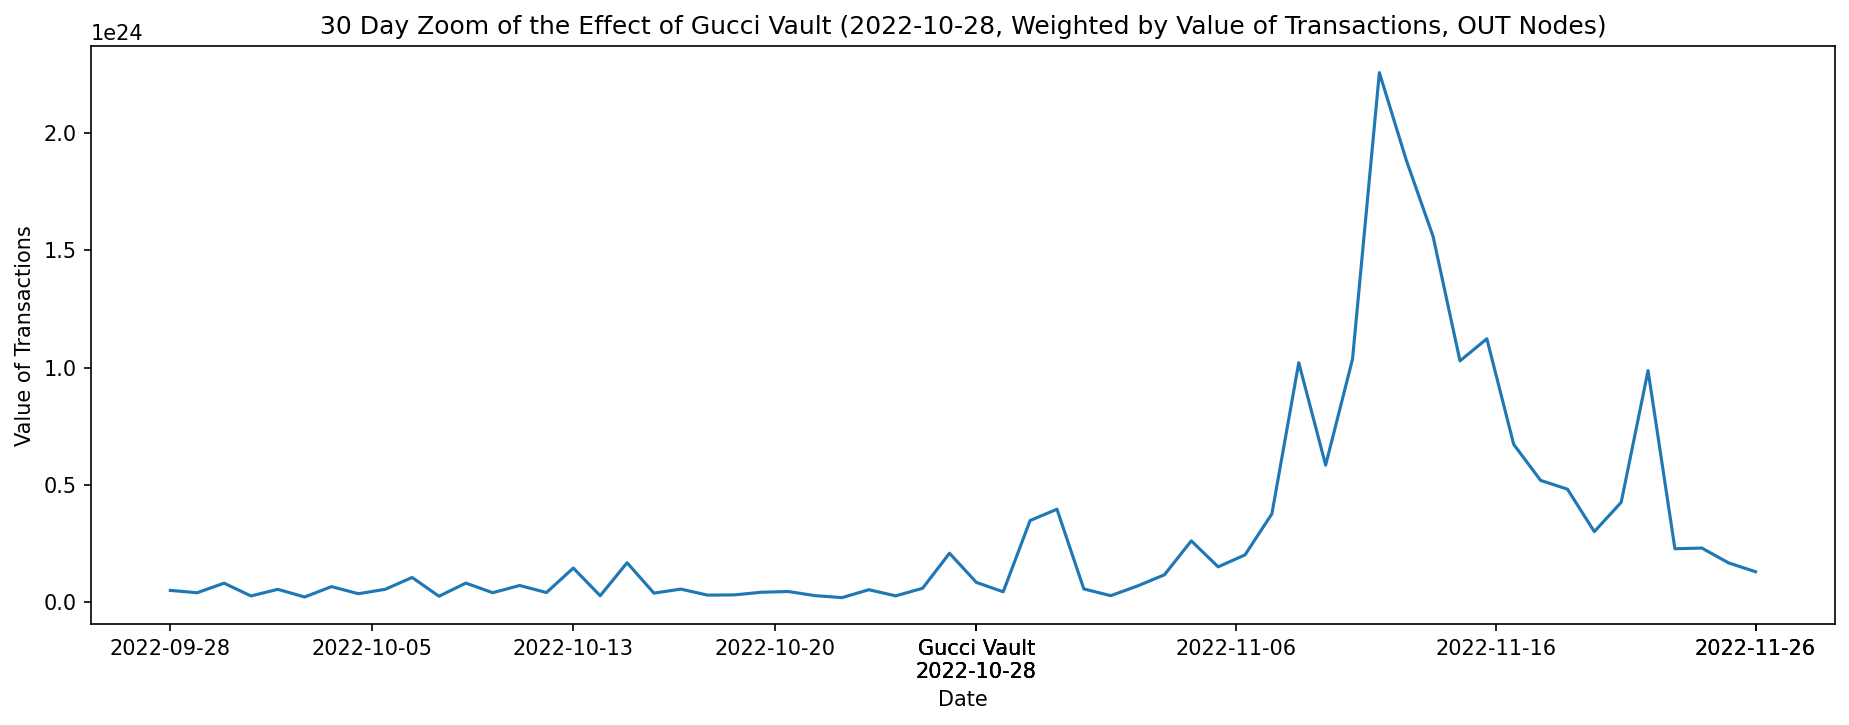 30 Day Zoom of the Effect of Gucci Vault (2022-10-28, Weighted by Value of Transactions, OUT Nodes)
1e24
2.0
1.5
1.0
0.5
0.0
Value of Transactions
2022-09-28 2022-10-05 2022-10-13 2022-10-20 Gucci Vault 2022-11-06 2022-11-16 2022-11-26
2022-10-28
Date